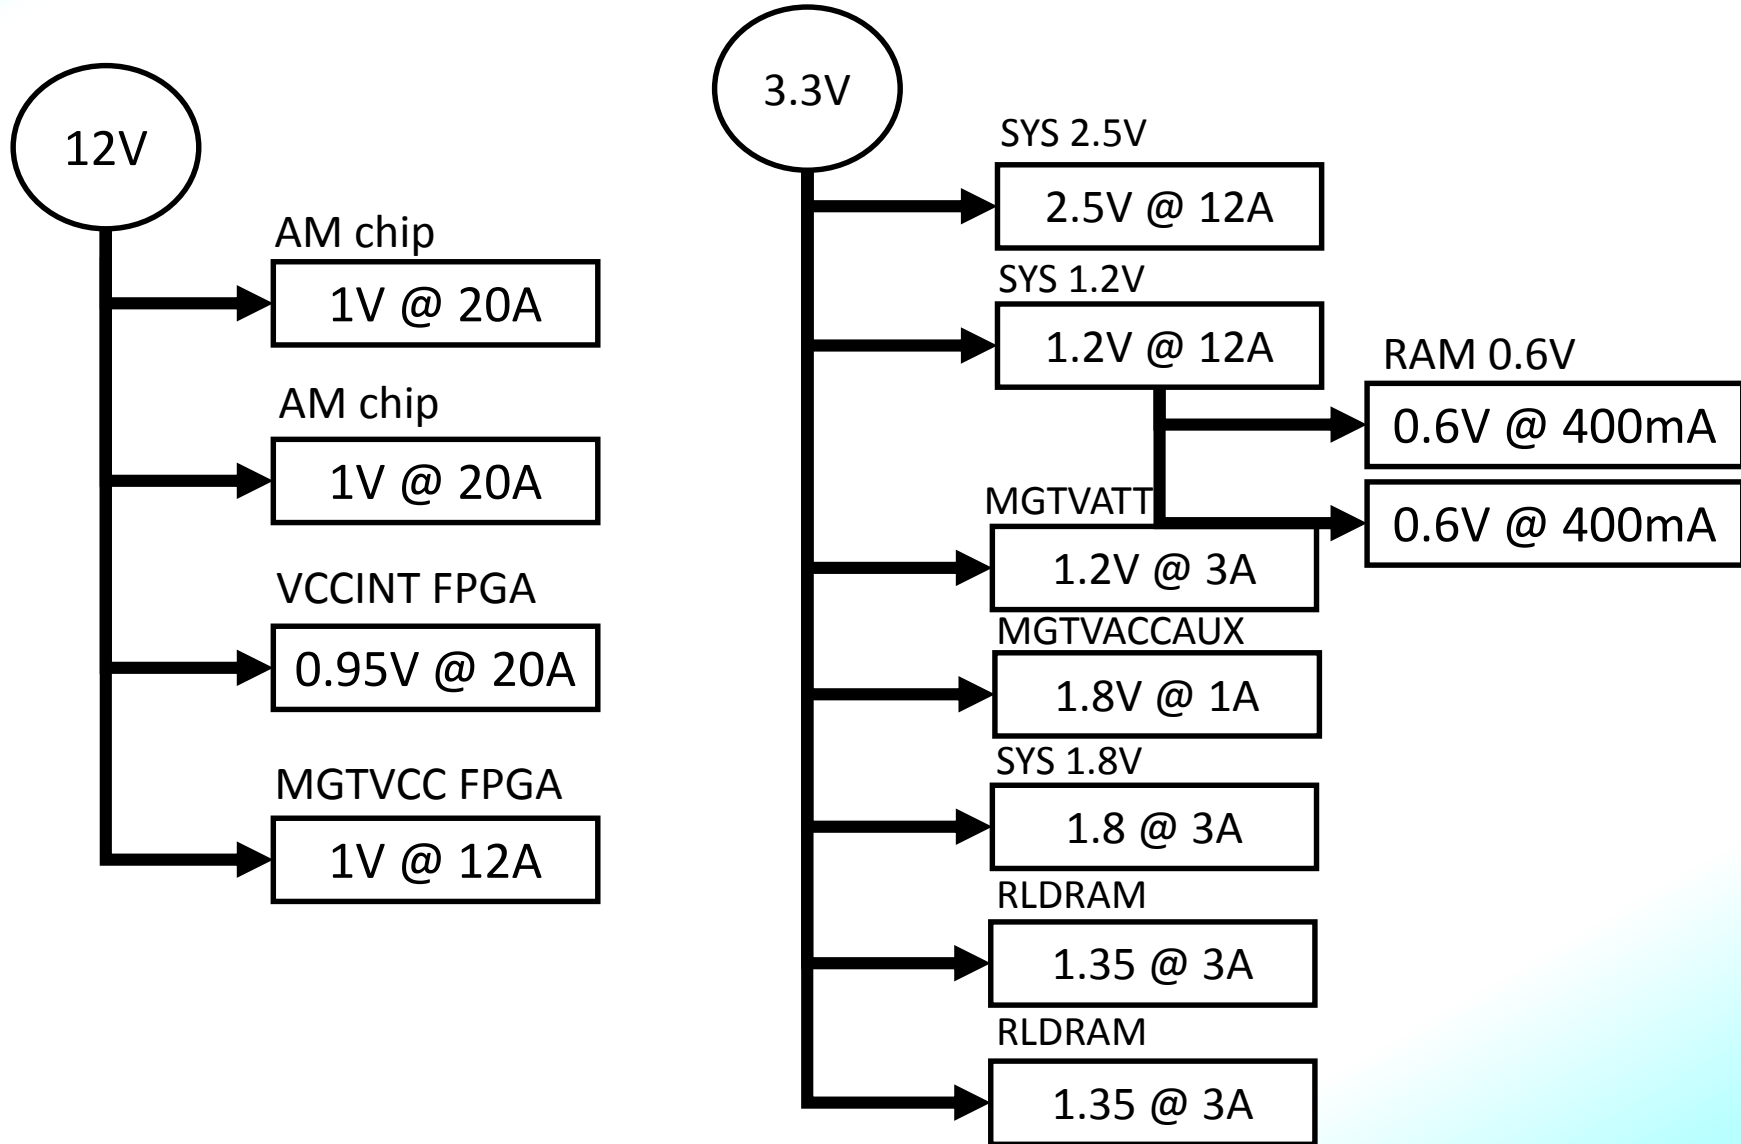 12V
AM chip
1V @ 20A
AM chip
1V @ 20A
VCCINT FPGA
0.95V @ 20A
MGTVCC FPGA
1V @ 12A
3.3V
SYS 2.5V
2.5V @ 12A
SYS 1.2V
1.2V @ 12A
RAM 0.6V
0.6V @ 400mA
0.6V @ 400mA
MGTVATT
1.2V @ 3A
MGTVACCAUX
1.8V @ 1A
SYS 1.8V
1.8 @ 3A
RLDRAM
1.35 @ 3A
RLDRAM
1.35 @ 3A